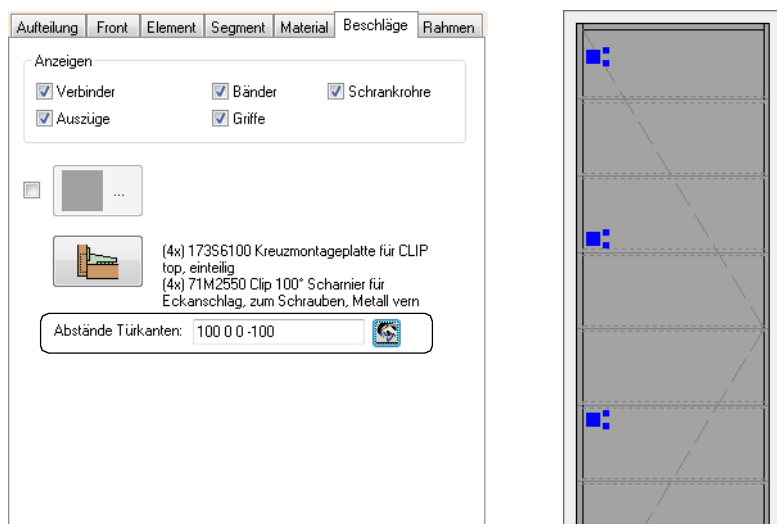 Aufteilung Front Element Segment Material Beschläge Rahmen
Anzeigen
Verbinder Bänder Schrankrohre
Auszüge Griffe
...
(4x) 173S6100 Kreuzmontageplatte für CLIP
top, einteilig
(4x) 71M2550 Clip 100° Scharnier für
Eckanschlag, zum Schrauben, Metall vern
Abstände Türkanten: 100 0 0 -100